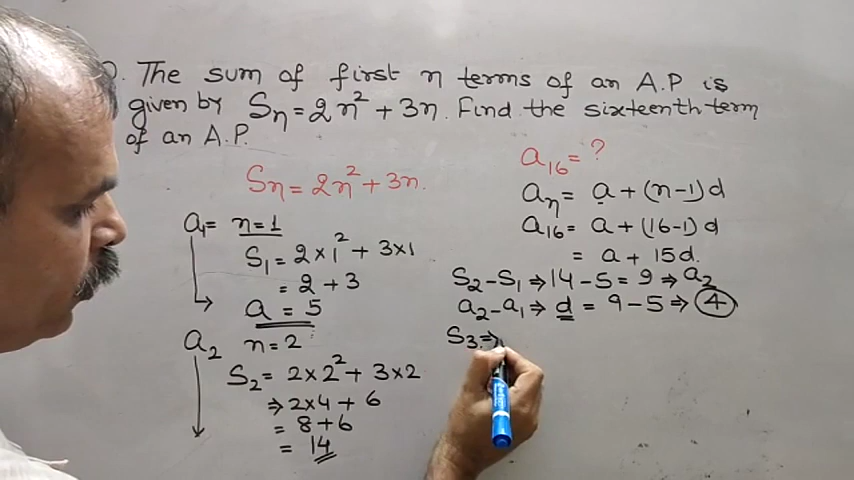 . The sum of first n terms of an A.P is
given by Sn = 2n² + 3n. Find the sixteenth term
of an A.P.
Sn = 2n² + 3n.
a₁= n=1
S₁ = 2×1² + 3×1
= 2 + 3
a = 5
a₂ n=2
S₂ = 2×2² + 3×2
⇒ 2×4 + 6
= 8+6
= 14
a₁₆ = ?
an = a + (n-1)d
a₁₆ = a + (16-1)d
= a + 15d.
S₂-S₁ ⇒ 14-5 = 9 ⇒ a₂
a₂-a₁ ⇒ d = 9-5 ⇒ 4
S₃ ⇒